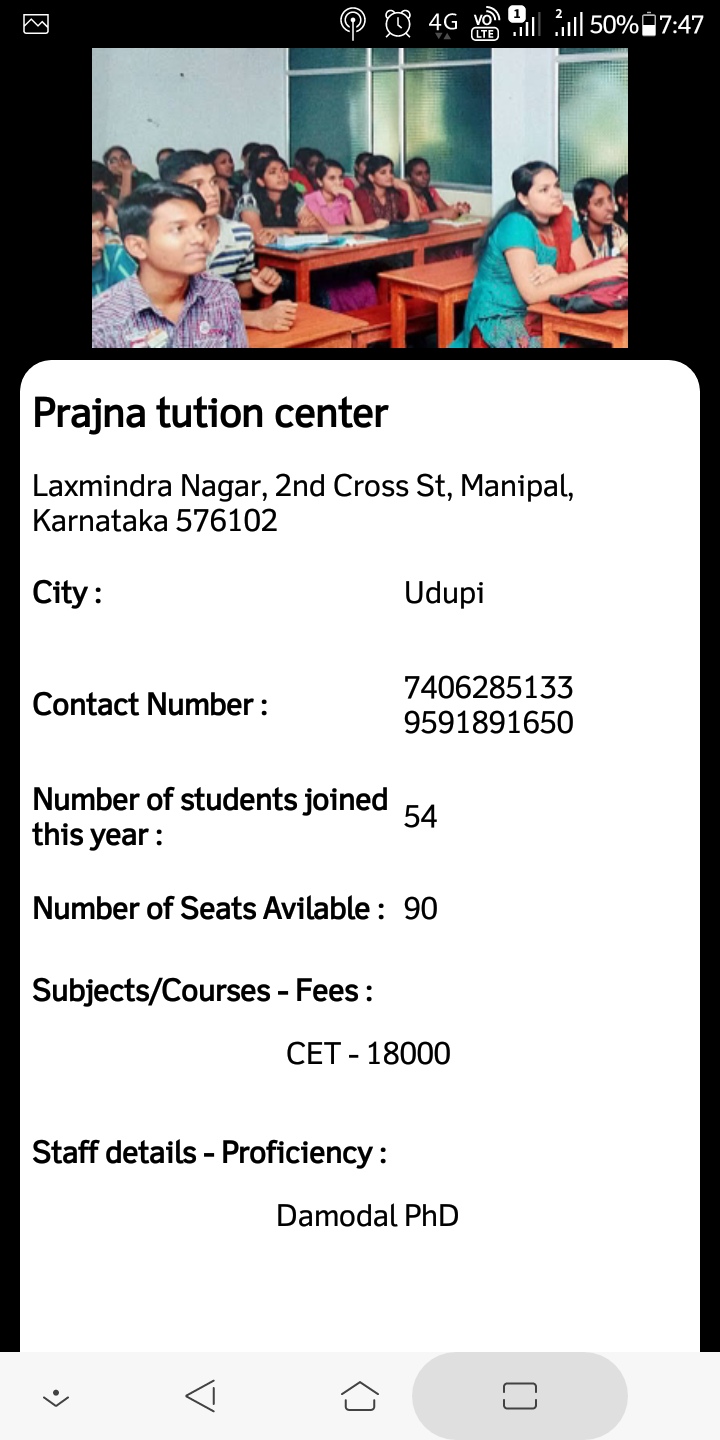 4G VO LTE 1 2 50% 7:47
Prajna tution center
Laxmindra Nagar, 2nd Cross St, Manipal,
Karnataka 576102
City : Udupi
Contact Number : 7406285133
9591891650
Number of students joined
this year : 54
Number of Seats Avilable : 90
Subjects/Courses - Fees :
CET - 18000
Staff details - Proficiency :
Damodal PhD